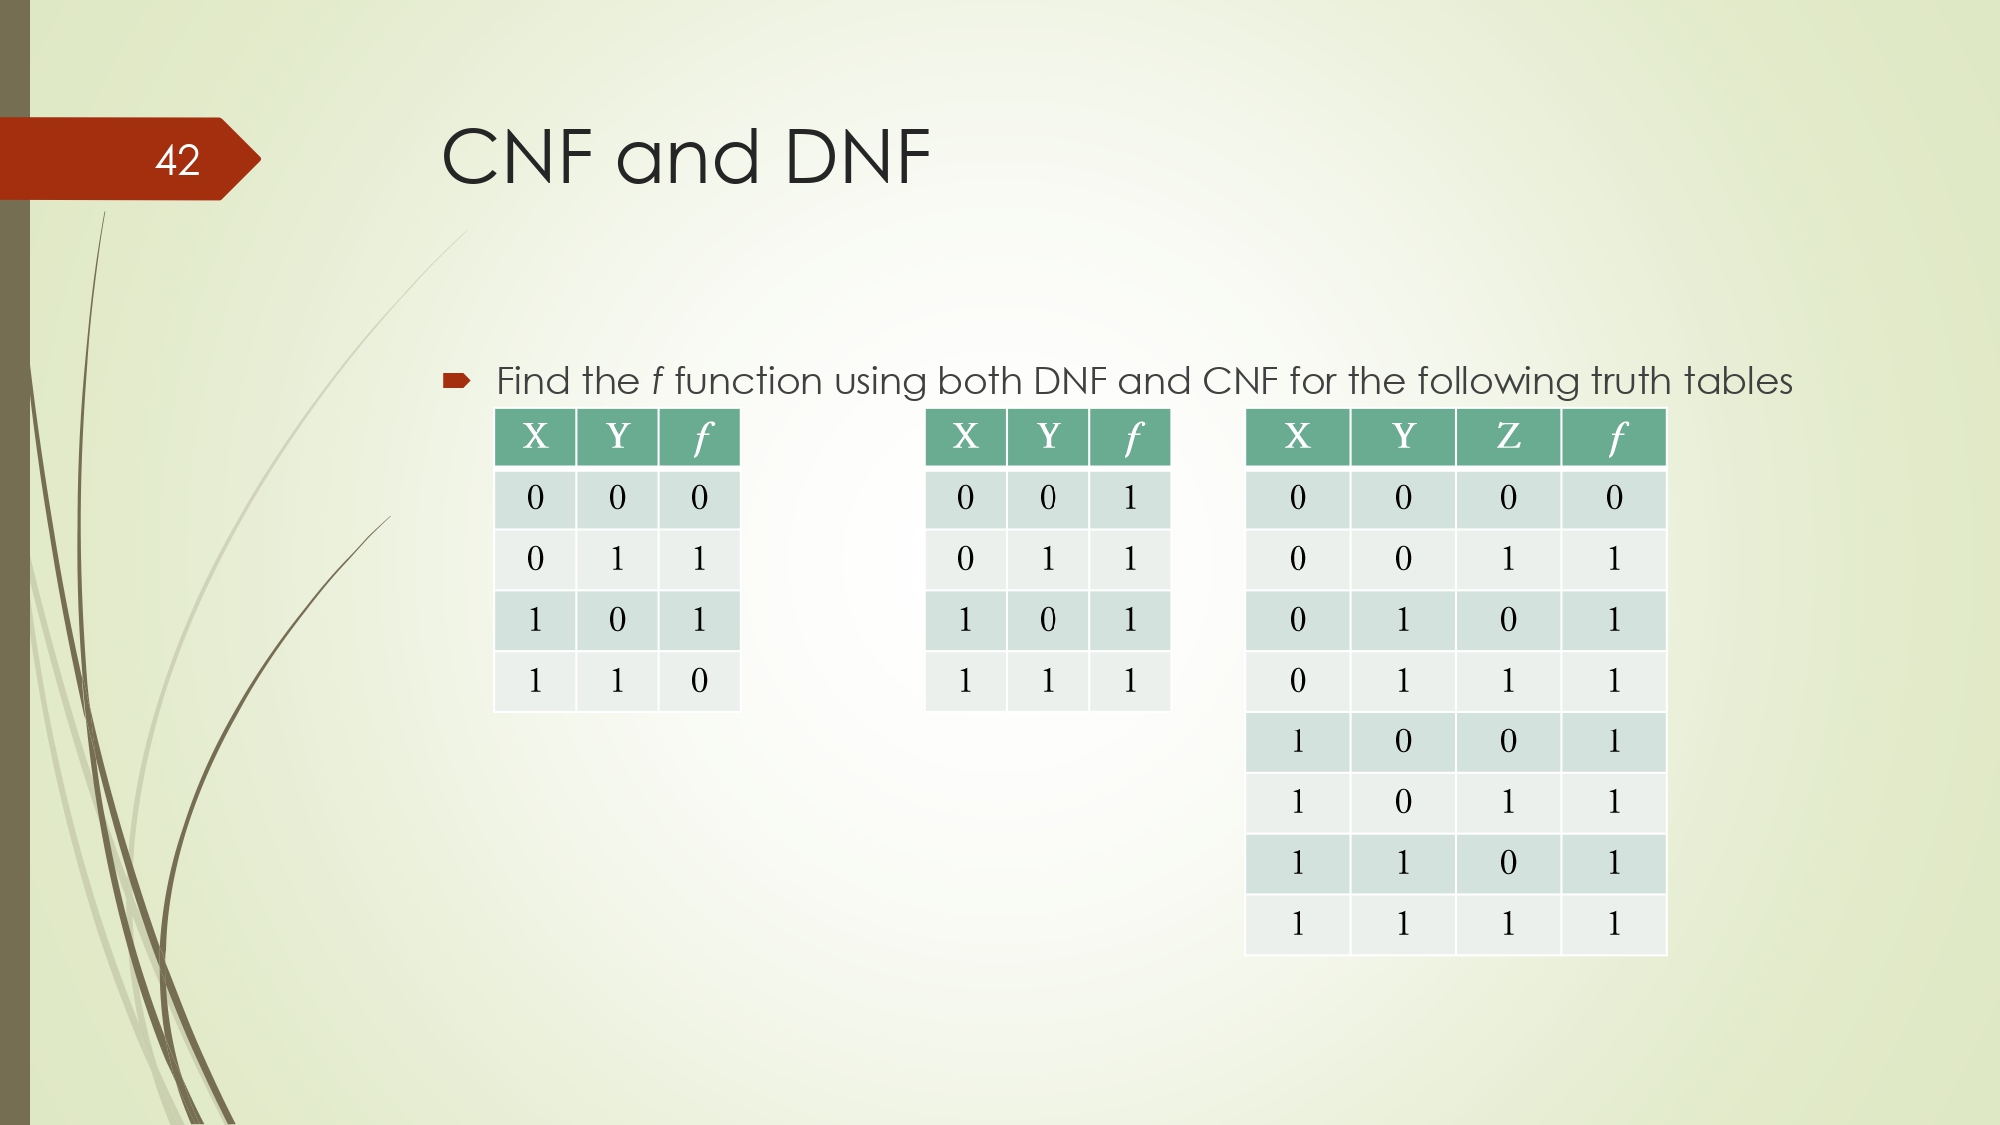 42
CNF and DNF
Find the f function using both DNF and CNF for the following truth tables
X Y f
0 0 0
0 1 1
1 0 1
1 1 0
X Y f
0 0 1
0 1 1
1 0 1
1 1 1
X Y Z f
0 0 0 0
0 0 1 1
0 1 0 1
0 1 1 1
1 0 0 1
1 0 1 1
1 1 0 1
1 1 1 1